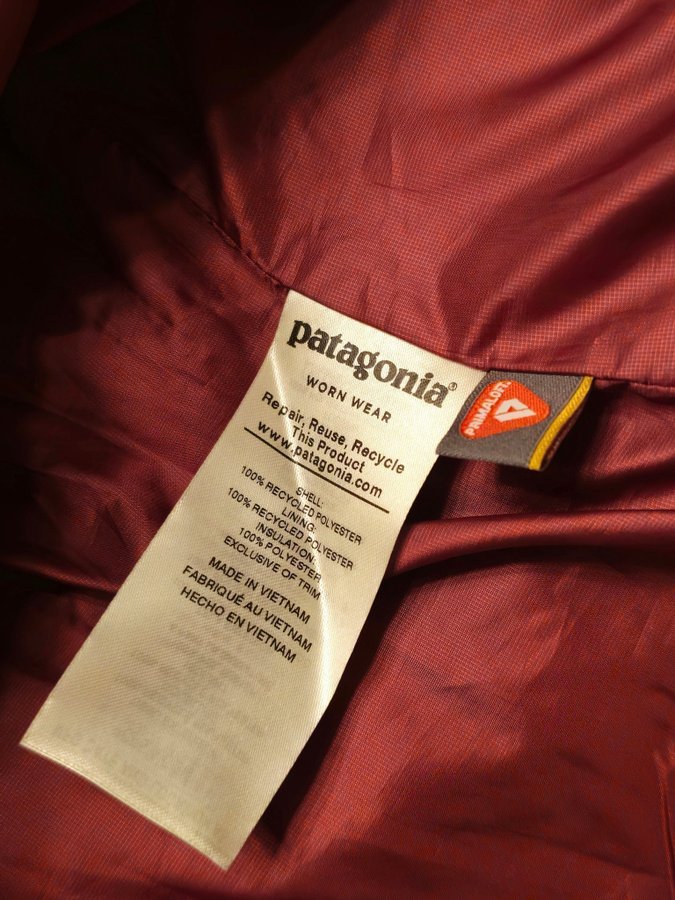 patagonia®
WORN WEAR
Repair, Reuse, Recycle
This Product
www.patagonia.com
SHELL:
100% RECYCLED POLYESTER
LINING:
100% RECYCLED POLYESTER
INSULATION:
100% POLYESTER
EXCLUSIVE OF TRIM
MADE IN VIETNAM
FABRIQUÉ AU VIETNAM
HECHO EN VIETNAM
PRIMALOFT